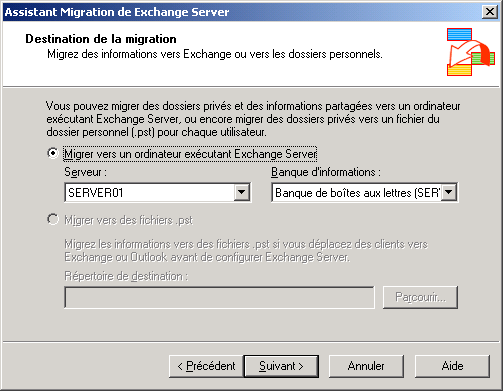 Assistant Migration de Exchange Server
Destination de la migration
Migrez des informations vers Exchange ou vers les dossiers personnels.
Vous pouvez migrer des dossiers privés et des informations partagées vers un ordinateur
exécutant Exchange Server, ou encore migrer des dossiers privés vers un fichier du
dossier personnel (.pst) pour chaque utilisateur.
Migrer vers un ordinateur exécutant Exchange Server
Serveur : Banque d'informations :
SERVER01 Banque de boîtes aux lettres (SER
Migrer vers des fichiers .pst
Migrez les informations vers des fichiers .pst si vous déplacez des clients vers
Exchange ou Outlook avant de configurer Exchange Server.
Répertoire de destination :
Parcourir...
< Précédent Suivant > Annuler Aide